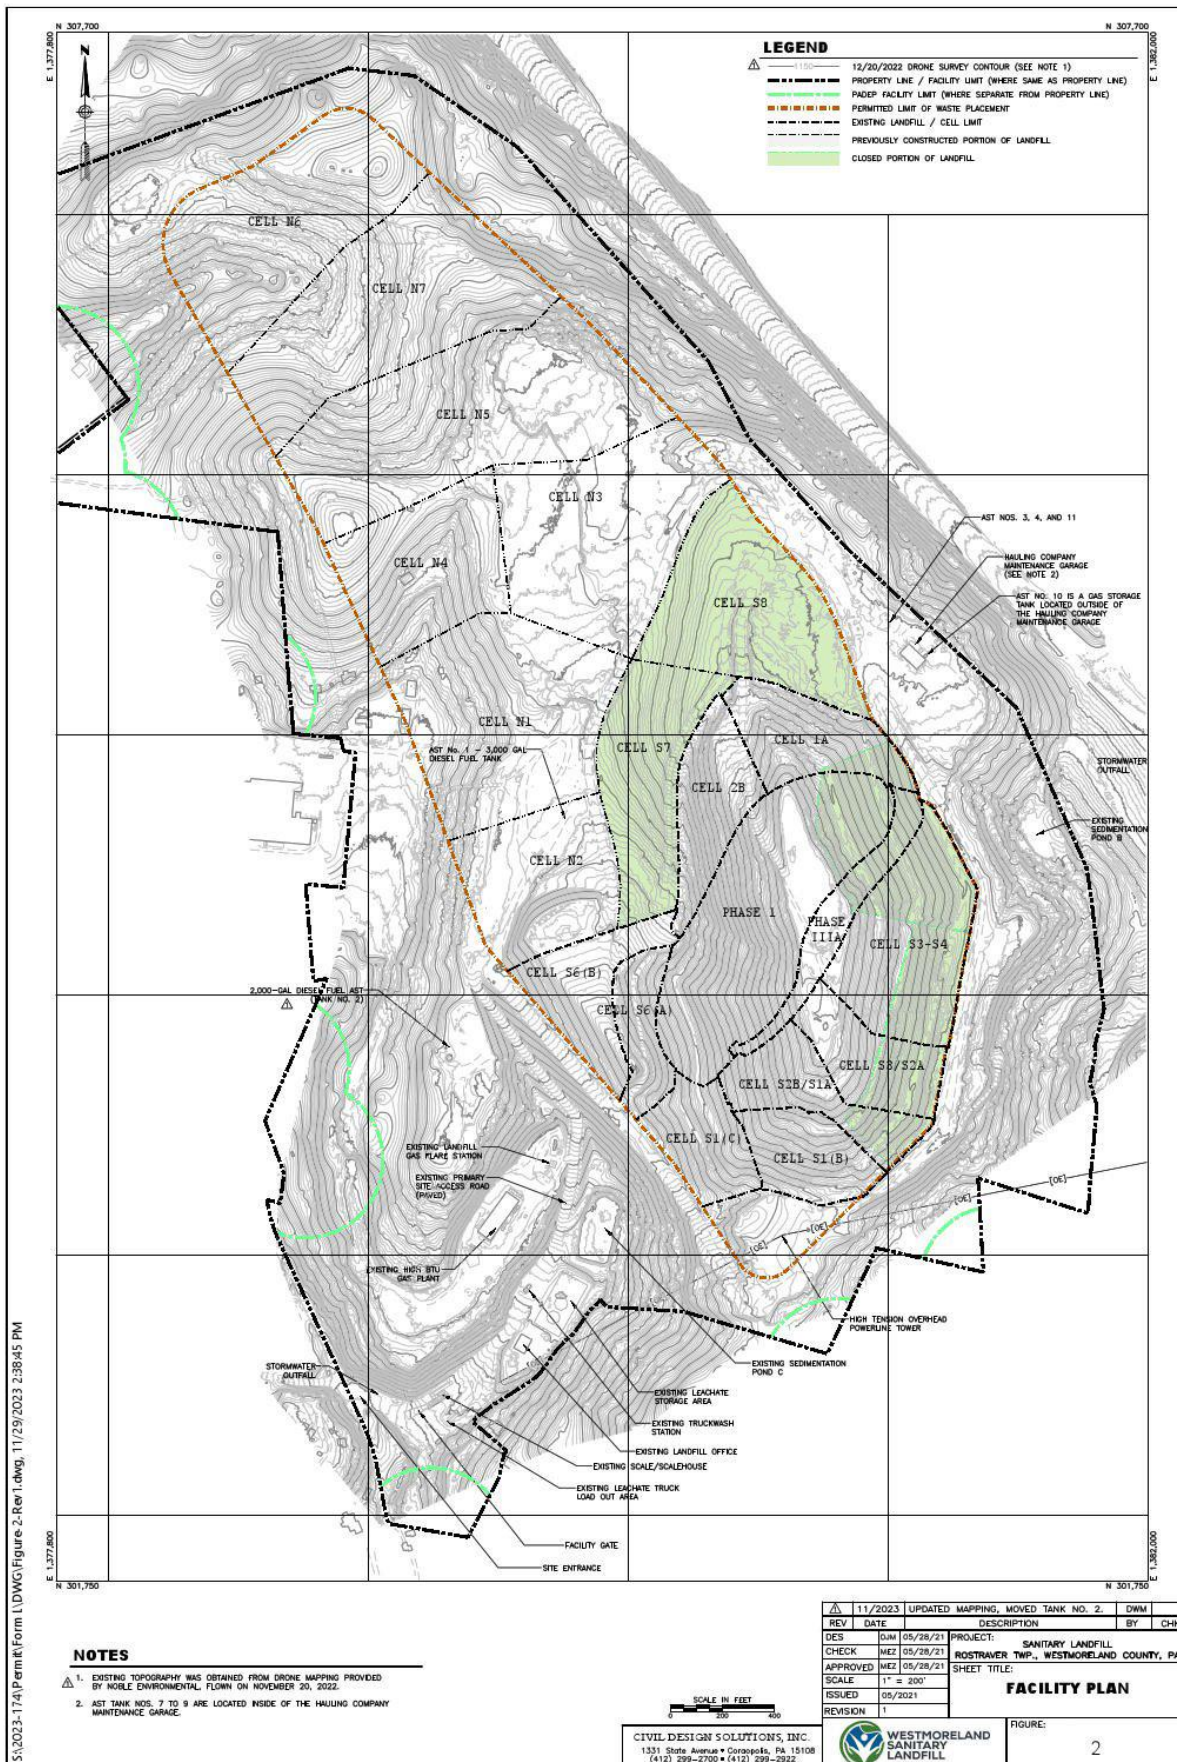 N 307,700
N 307,700
E 1,377,800
E 1,382,000
N
LEGEND
1150
12/20/2022 DRONE SURVEY CONTOUR (SEE NOTE 1)
PROPERTY LINE / FACILITY LIMIT (WHERE SAME AS PROPERTY LINE)
PADEP FACILITY LIMIT (WHERE SEPARATE FROM PROPERTY LINE)
PERMITTED LIMIT OF WASTE PLACEMENT
EXISTING LANDFILL / CELL LIMIT
PREVIOUSLY CONSTRUCTED PORTION OF LANDFILL
CLOSED PORTION OF LANDFILL
CELL N6
CELL N7
CELL N5
CELL N3
AST NOS. 3, 4, AND 11
HAULING COMPANY
MAINTENANCE GARAGE
(SEE NOTE 2)
CELL N4
AST NO. 10 IS A GAS STORAGE
TANK LOCATED OUTSIDE OF
THE HAULING COMPANY
MAINTENANCE GARAGE
CELL S8
CELL N1
CELL S7
CELL 1A
AST No. 1 - 3,000 GAL
DIESEL FUEL TANK
STORMWATER
OUTFALL
CELL 2B
EXISTING
SEDIMENTATION
POND B
CELL N2
PHASE 1
PHASE
IIIA
CELL S3-S4
CELL S6(B)
2,000-GAL DIESEL FUEL AST
(TANK NO. 2)
CELL S6(A)
CELL S3/S2A
CELL S2B/S1A
CELL S1(C)
CELL S1(B)
EXISTING LANDFILL
GAS FLARE STATION
EXISTING PRIMARY
SITE ACCESS ROAD
(PAVED)
[OE]
[OE]
[OE]
[OE]
EXISTING HIGH BTU
GAS PLANT
HIGH TENSION OVERHEAD
POWERLINE TOWER
EXISTING SEDIMENTATION
POND C
STORMWATER
OUTFALL
EXISTING LEACHATE
STORAGE AREA
EXISTING TRUCKWASH
STATION
EXISTING LANDFILL OFFICE
EXISTING SCALE/SCALEHOUSE
EXISTING LEACHATE TRUCK
LOAD OUT AREA
FACILITY GATE
SITE ENTRANCE
E 1,377,800
E 1,382,000
N 301,750
N 301,750
S:\2023-174\Permit\Form I\DWG\Figure-2-Rev1.dwg, 11/29/2023 2:38:45 PM
NOTES
1. EXISTING TOPOGRAPHY WAS OBTAINED FROM DRONE MAPPING PROVIDED
BY NOBLE ENVIRONMENTAL, FLOWN ON NOVEMBER 20, 2022.
2. AST TANK NOS. 7 TO 9 ARE LOCATED INSIDE OF THE HAULING COMPANY
MAINTENANCE GARAGE.
SCALE IN FEET
0 200 400
CIVIL DESIGN SOLUTIONS, INC.
1331 State Avenue • Coraopolis, PA 15108
(412) 299-2700 • (412) 299-2922
11/2023 UPDATED MAPPING, MOVED TANK NO. 2. DWM
REV DATE DESCRIPTION BY CHK
DES DJM 05/28/21
CHECK MEZ 05/28/21
APPROVED MEZ 05/28/21
SCALE 1" = 200'
ISSUED 05/2021
REVISION 1
PROJECT: SANITARY LANDFILL
ROSTRAVER TWP., WESTMORELAND COUNTY, PA
SHEET TITLE:
FACILITY PLAN
WESTMORELAND
SANITARY
LANDFILL
FIGURE:
2